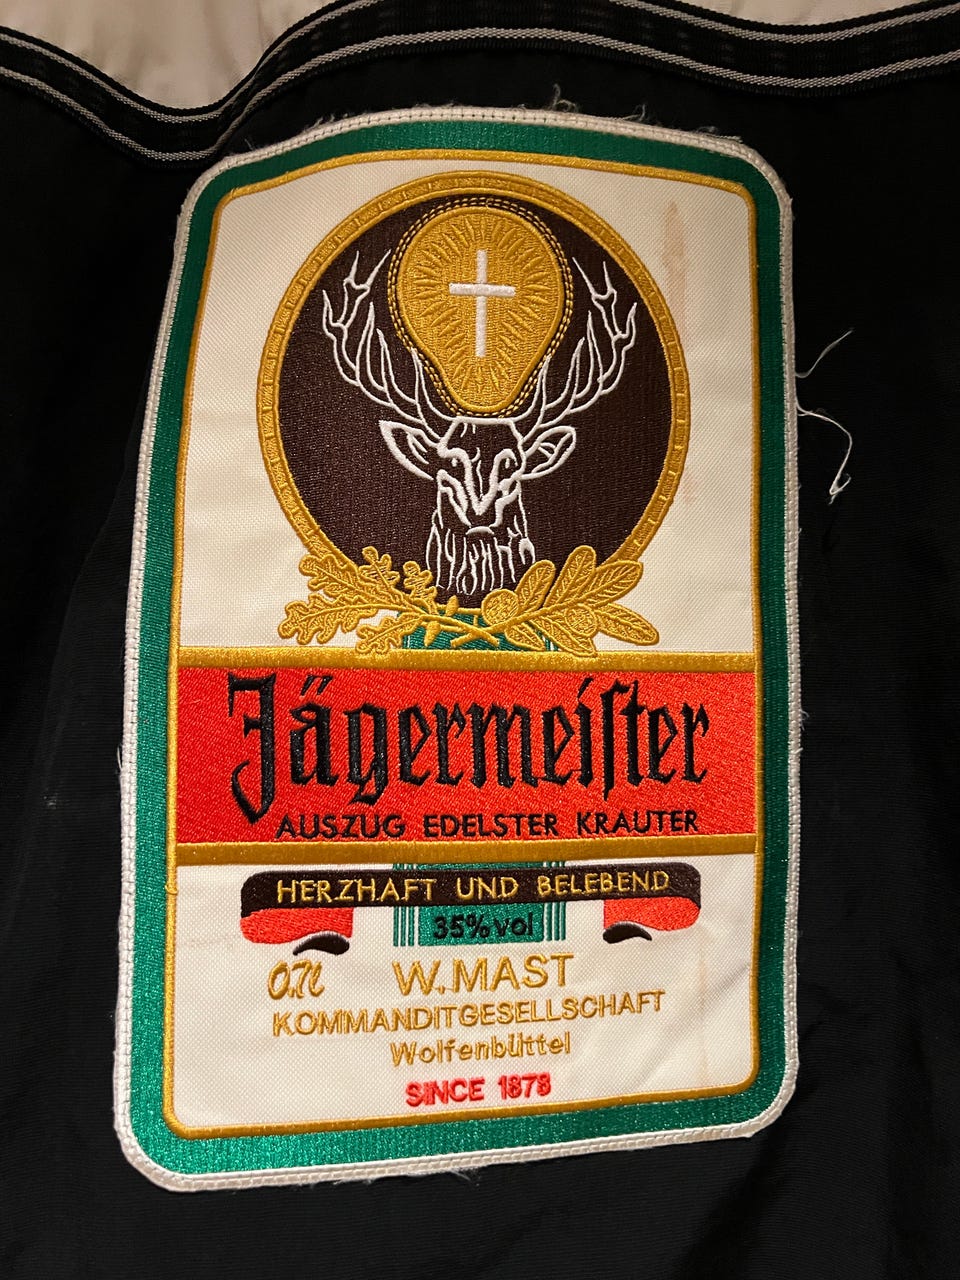 Jägermeiſter
AUSZUG EDELSTER KRAUTER
HERZHAFT UND BELEBEND
35% vol
0,7l W. MAST
KOMMANDITGESELLSCHAFT
Wolfenbüttel
SINCE 1878